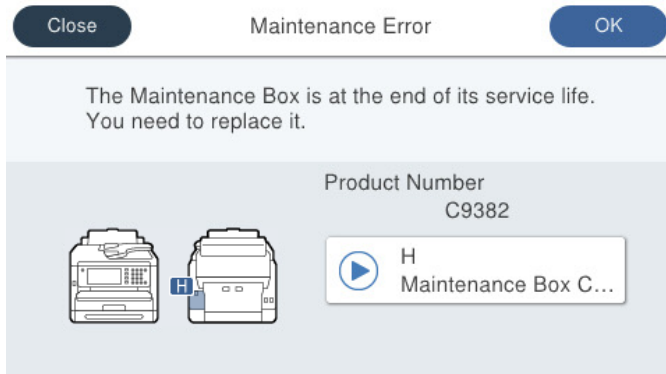 Close
Maintenance Error
OK
The Maintenance Box is at the end of its service life.
You need to replace it.
Product Number
C9382
H
H
Maintenance Box C...